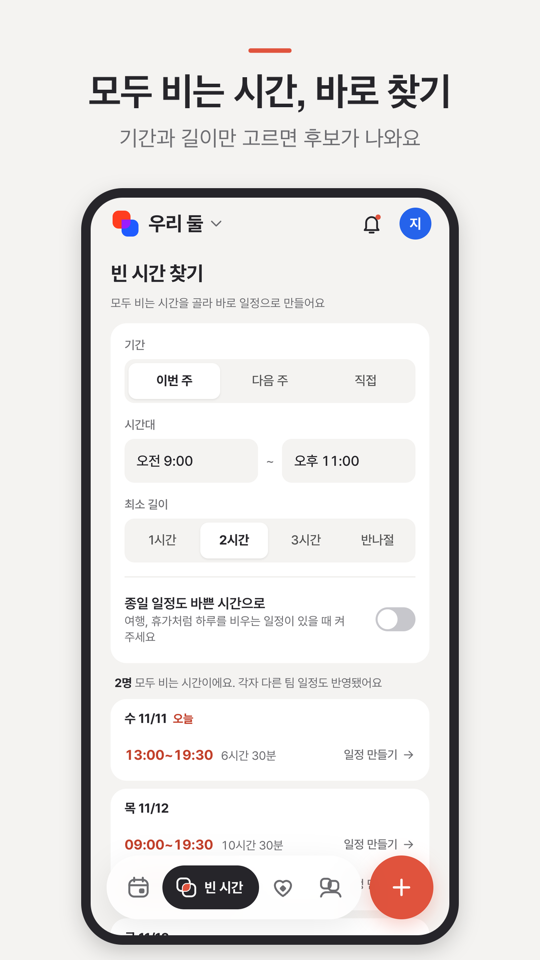 모두 비는 시간, 바로 찾기
기간과 길이만 고르면 후보가 나와요
우리 둘
지
빈 시간 찾기
모두 비는 시간을 골라 바로 일정으로 만들어요
기간
이번 주 다음 주 직접
시간대
오전 9:00 ~ 오후 11:00
최소 길이
1시간 2시간 3시간 반나절
종일 일정도 바쁜 시간으로
여행, 휴가처럼 하루를 비우는 일정이 있을 때 켜
주세요
2명 모두 비는 시간이에요. 각자 다른 팀 일정도 반영됐어요
수 11/11 오늘
13:00~19:30 6시간 30분 일정 만들기 →
목 11/12
09:00~19:30 10시간 30분 일정 만들기 →
빈 시간